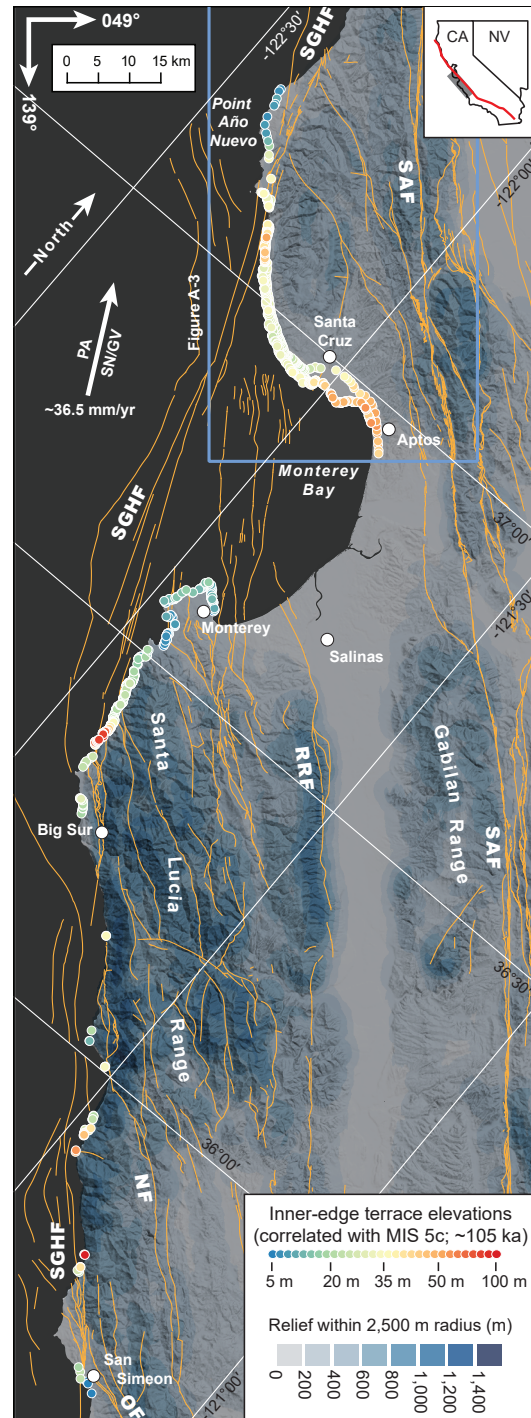 049°
139°
0 5 10 15 km
-122°30'
SGHF
CA
NV
Point
Año
Nuevo
SAF
-122°00'
North
Figure A-3
PA
SN/GV
~36.5 mm/yr
Santa
Cruz
Aptos
Monterey
Bay
SGHF
37°00'
-121°30'
Monterey
Salinas
Santa
Lucia
Range
RRF
Gabilan
Range
SAF
Big Sur
36°30'
36°00'
NF
SGHF
San
Simeon
OF
-121°00'
Inner-edge terrace elevations
(correlated with MIS 5c; ~105 ka)
5 m 20 m 35 m 50 m 100 m
Relief within 2,500 m radius (m)
0 200 400 600 800 1,000 1,200 1,400